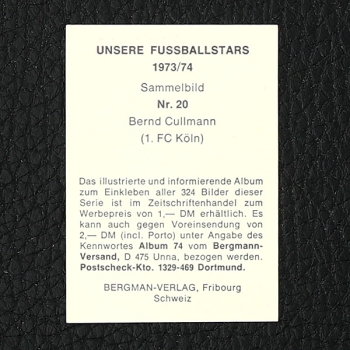 UNSERE FUSSBALLSTARS
1973/74
Sammelbild
Nr. 20
Bernd Cullmann
(1. FC Köln)
Das illustrierte und informierende Album
zum Einkleben aller 324 Bilder dieser
Serie ist im Zeitschriftenhandel zum
Werbepreis von 1,— DM erhältlich. Es
kann auch gegen Voreinsendung von
2,— DM (incl. Porto) unter Angabe des
Kennwortes Album 74 vom Bergmann-
Versand, D 475 Unna, bezogen werden.
Postscheck-Kto. 1329-469 Dortmund.
BERGMAN-VERLAG, Fribourg
Schweiz